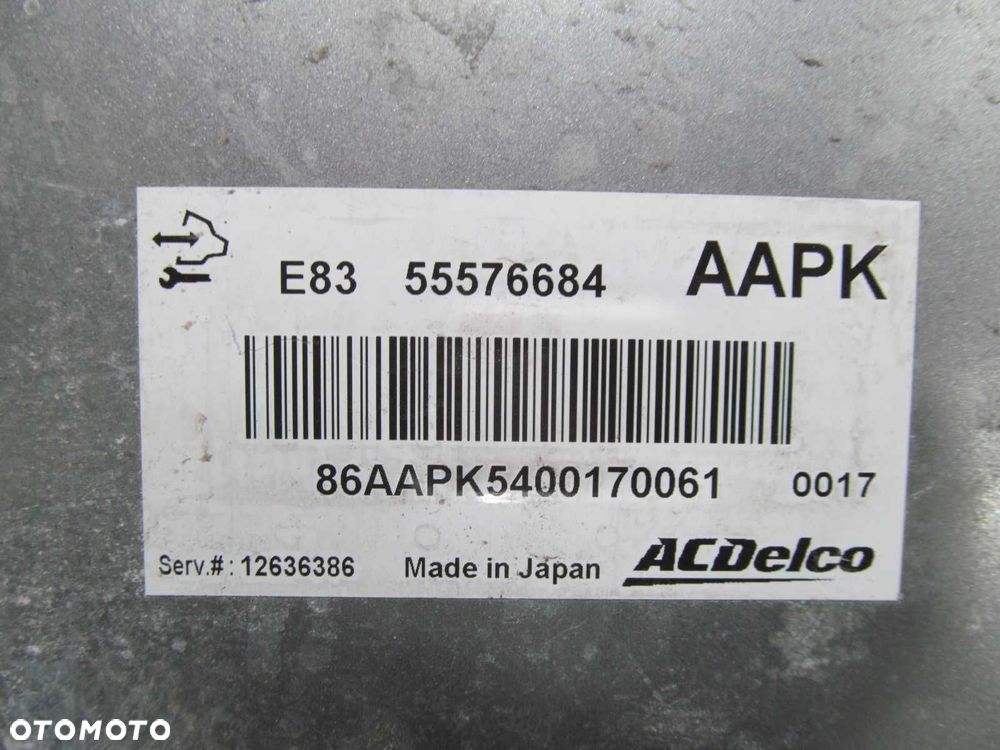 E83 55576684 AAPK
86AAPK5400170061 0017
Serv.#: 12636386 Made in Japan ACDelco
OTOMOTO